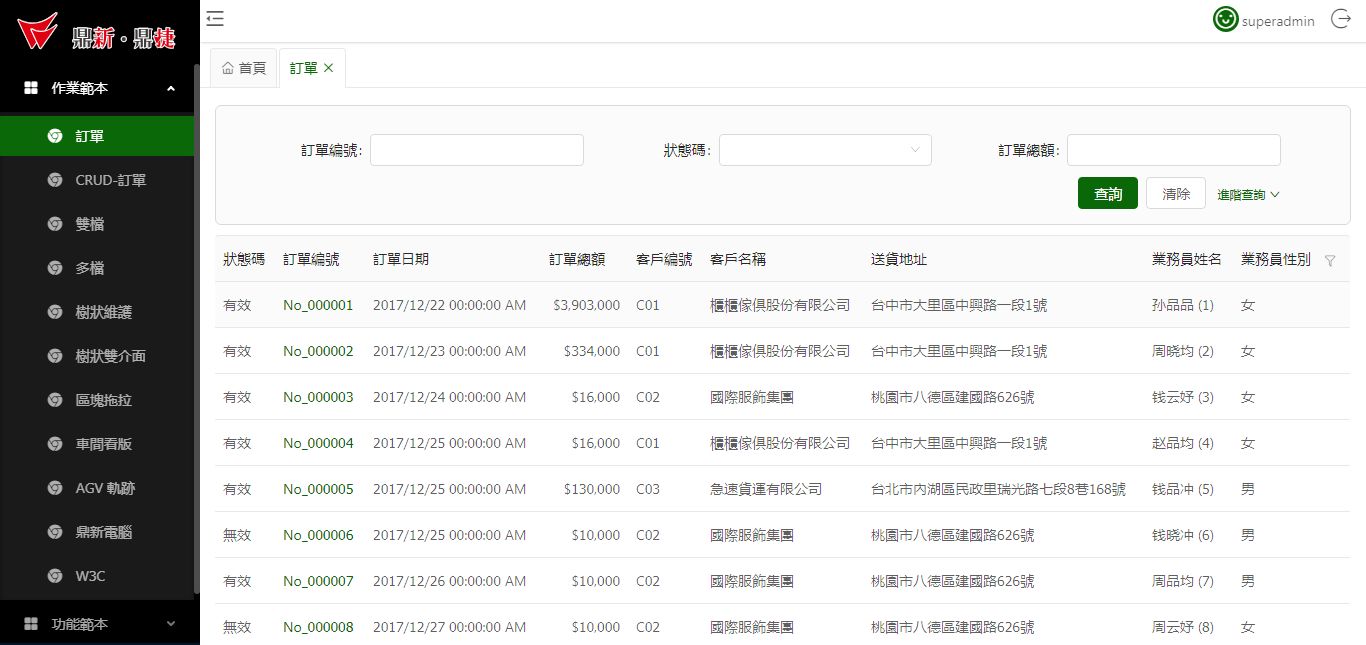 鼎新·鼎捷
superadmin
作業範本
訂單
CRUD-訂單
雙檔
多檔
樹狀維護
樹狀雙介面
區塊拖拉
車間看版
AGV 軌跡
鼎新電腦
W3C
功能範本
首頁 訂單
訂單編號: 狀態碼: 訂單總額:
查詢 清除 進階查詢
狀態碼 訂單編號 訂單日期 訂單總額 客戶編號 客戶名稱 送貨地址 業務員姓名 業務員性別
有效 No_000001 2017/12/22 00:00:00 AM $3,903,000 C01 櫃櫃傢俱股份有限公司 台中市大里區中興路一段1號 孙品品 (1) 女
有效 No_000002 2017/12/23 00:00:00 AM $334,000 C01 櫃櫃傢俱股份有限公司 台中市大里區中興路一段1號 周晓均 (2) 女
有效 No_000003 2017/12/24 00:00:00 AM $16,000 C02 國際服飾集團 桃園市八德區建國路626號 钱云妤 (3) 女
有效 No_000004 2017/12/25 00:00:00 AM $16,000 C01 櫃櫃傢俱股份有限公司 台中市大里區中興路一段1號 赵品均 (4) 女
有效 No_000005 2017/12/25 00:00:00 AM $130,000 C03 急速貨運有限公司 台北市內湖區民政里瑞光路七段8巷168號 钱品冲 (5) 男
無效 No_000006 2017/12/25 00:00:00 AM $10,000 C02 國際服飾集團 桃園市八德區建國路626號 钱晓冲 (6) 男
有效 No_000007 2017/12/26 00:00:00 AM $10,000 C02 國際服飾集團 桃園市八德區建國路626號 周品均 (7) 男
無效 No_000008 2017/12/27 00:00:00 AM $10,000 C02 國際服飾集團 桃園市八德區建國路626號 周云妤 (8) 女